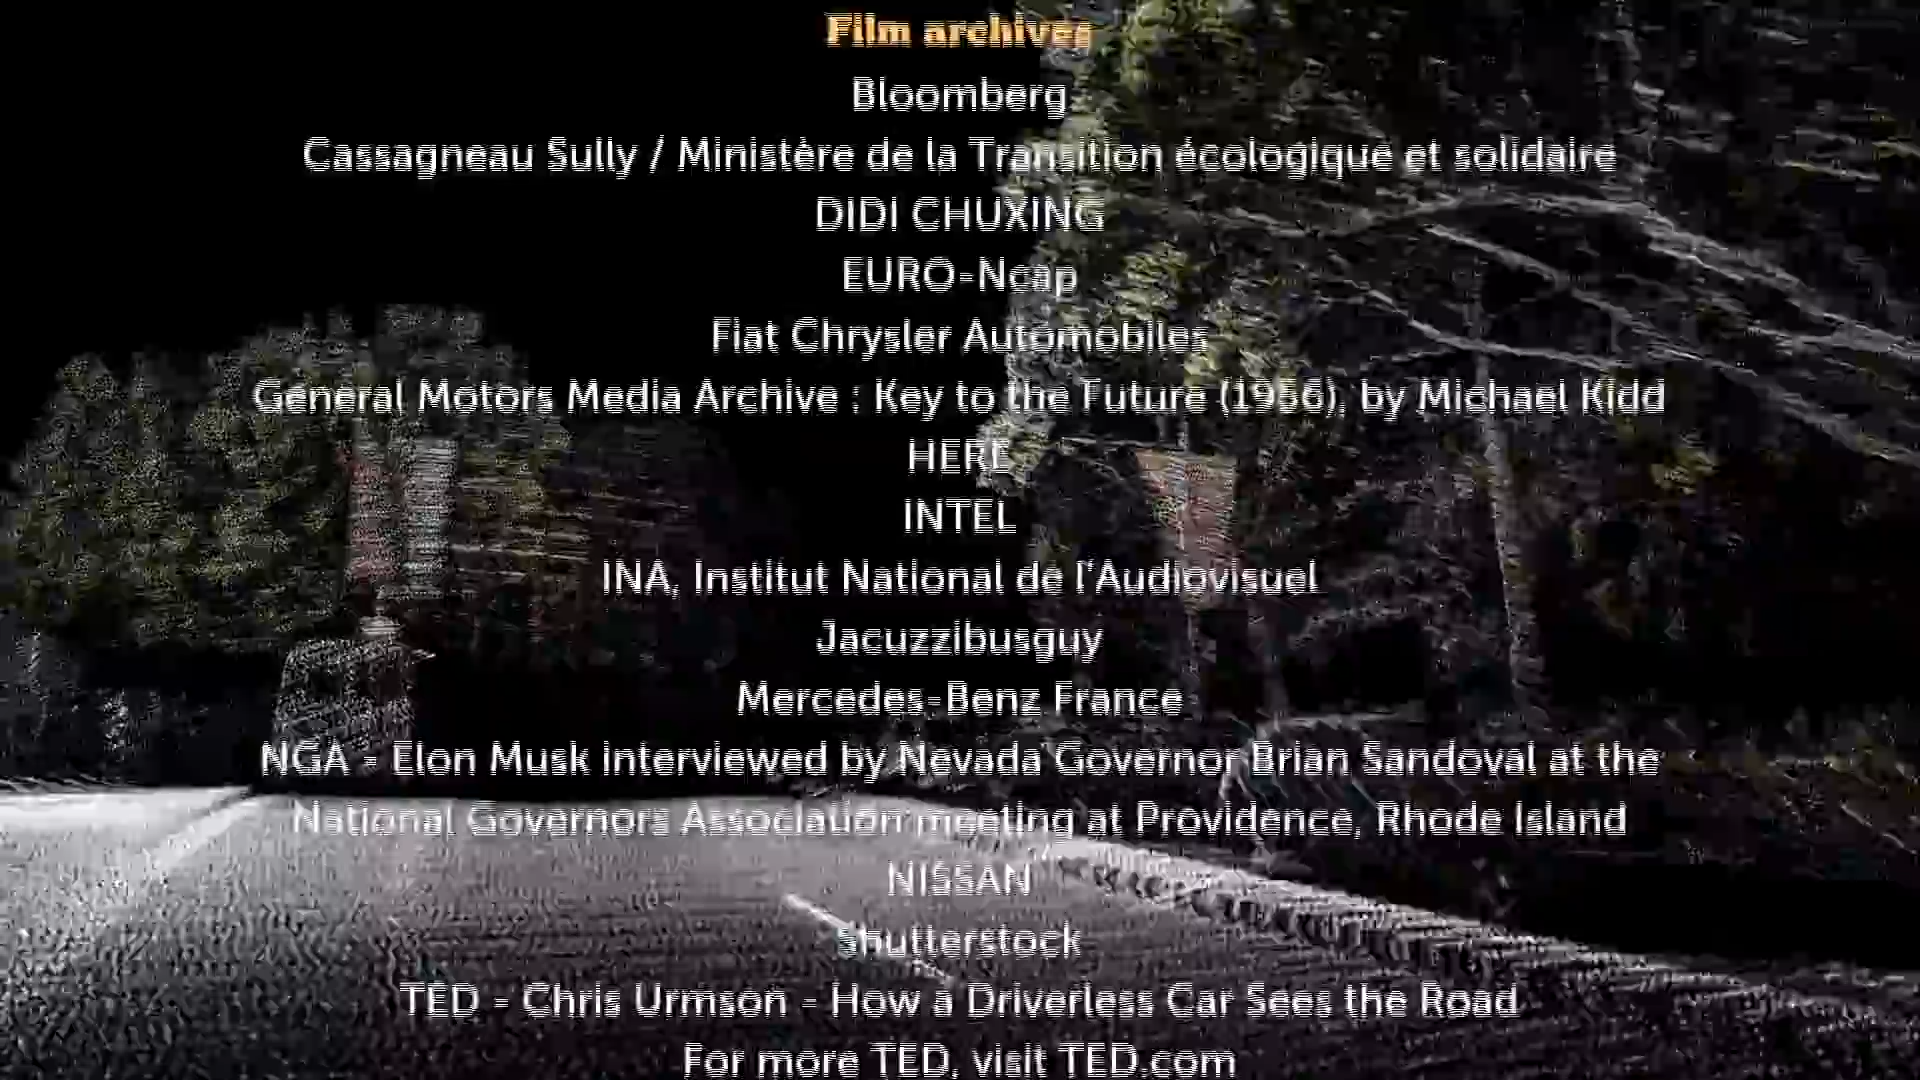 Film archives
Bloomberg
Cassagneau Sully / Ministère de la Transition écologique et solidaire
DIDI CHUXING
EURO-Ncap
Fiat Chrysler Automobiles
General Motors Media Archive : Key to the Future (1956), by Michael Kidd
HERE
INTEL
INA, Institut National de l'Audiovisuel
Jacuzzibusguy
Mercedes-Benz France
NGA - Elon Musk interviewed by Nevada Governor Brian Sandoval at the
National Governors Association meeting at Providence, Rhode Island
NISSAN
Shutterstock
TED - Chris Urmson - How a Driverless Car Sees the Road
For more TED, visit TED.com